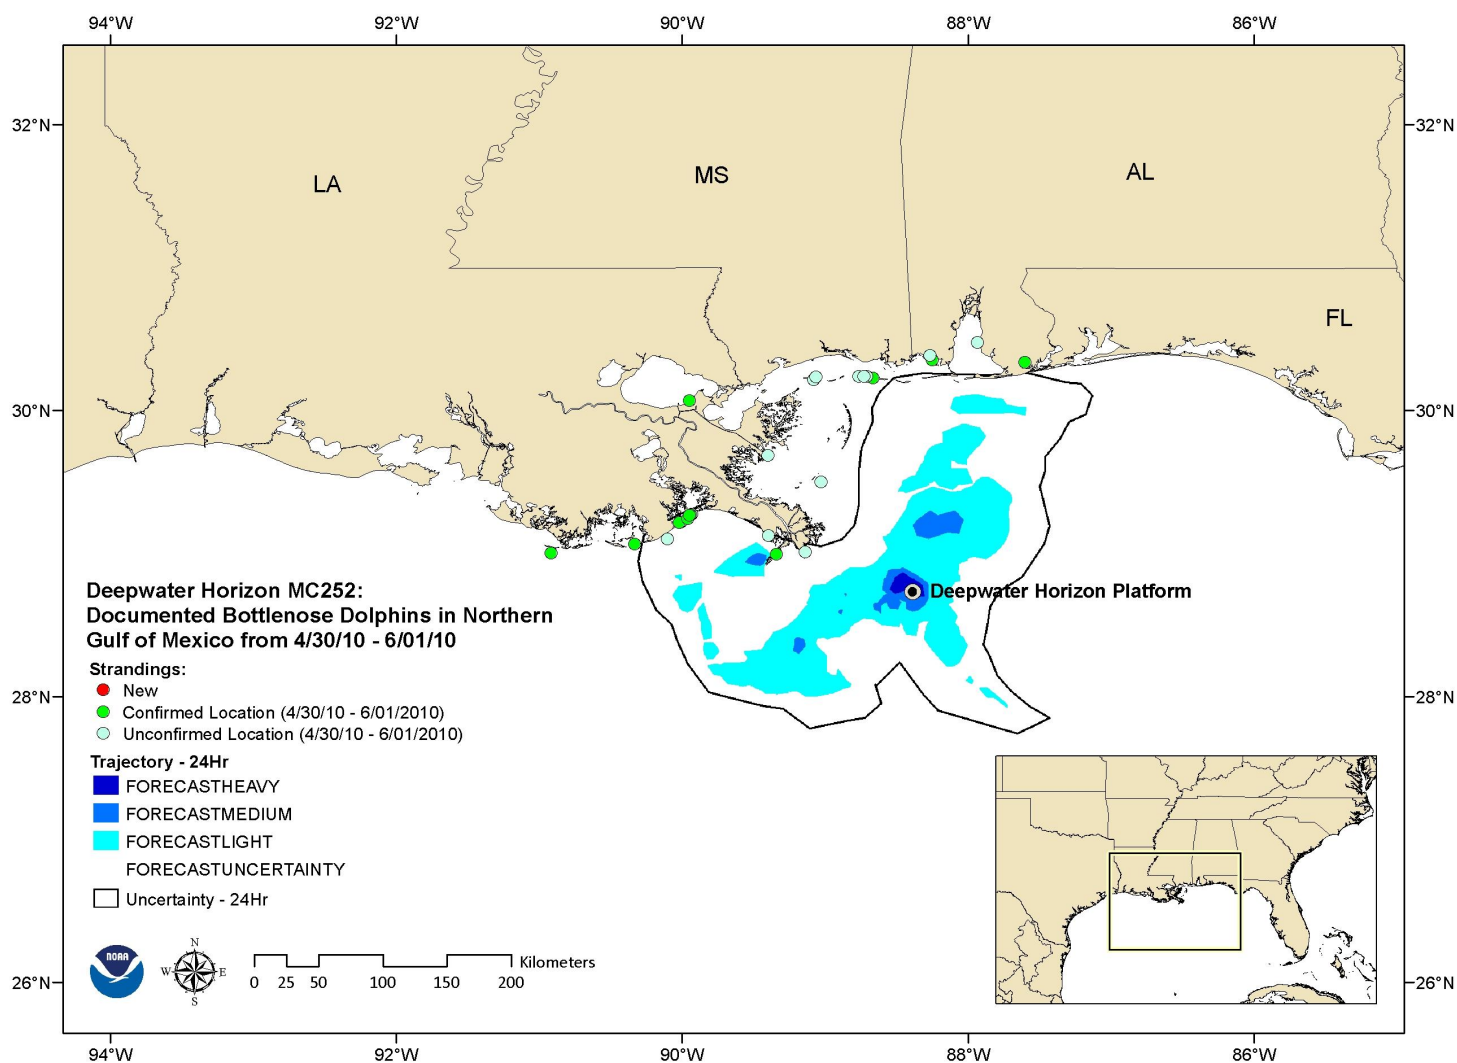 94°W 92°W 90°W 88°W 86°W
32°N 32°N
LA MS AL
FL
30°N 30°N
Deepwater Horizon Platform
Deepwater Horizon MC252:
Documented Bottlenose Dolphins in Northern
Gulf of Mexico from 4/30/10 - 6/01/10
Strandings:
New
Confirmed Location (4/30/10 - 6/01/2010)
Unconfirmed Location (4/30/10 - 6/01/2010)
28°N 28°N
Trajectory - 24Hr
FORECASTHEAVY
FORECASTMEDIUM
FORECASTLIGHT
FORECASTUNCERTAINTY
Uncertainty - 24Hr
NOAA
N
W E
S
Kilometers
0 25 50 100 150 200
26°N 26°N
94°W 92°W 90°W 88°W 86°W